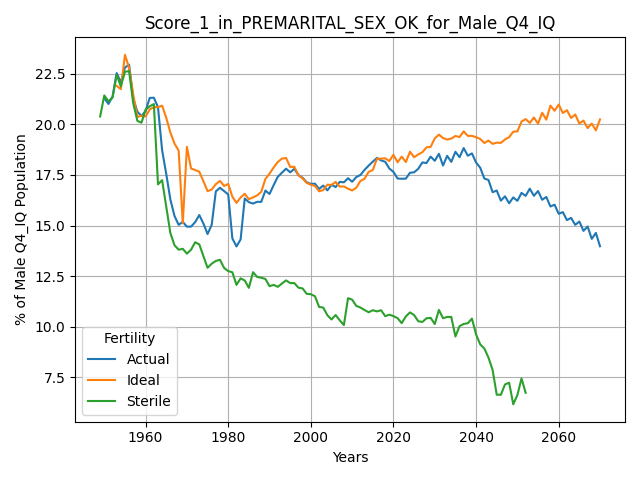 Score_1_in_PREMARITAL_SEX_OK_for_Male_Q4_IQ
% of Male Q4_IQ Population
22.5
20.0
17.5
15.0
12.5
10.0
7.5
Fertility
Actual
Ideal
Sterile
1960 1980 2000 2020 2040 2060
Years